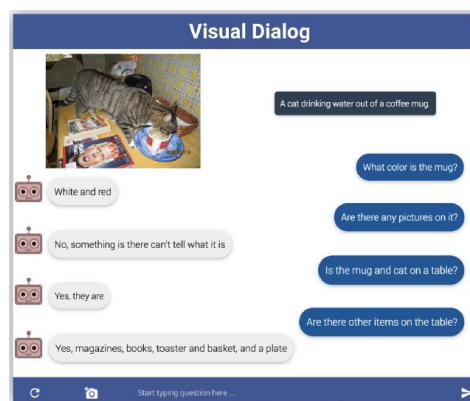 Visual Dialog
A cat drinking water out of a coffee mug.
What color is the mug?
White and red
Are there any pictures on it?
No, something is there can't tell what it is
Is the mug and cat on a table?
Yes, they are
Are there other items on the table?
Yes, magazines, books, toaster and basket, and a plate
Start typing question here ...